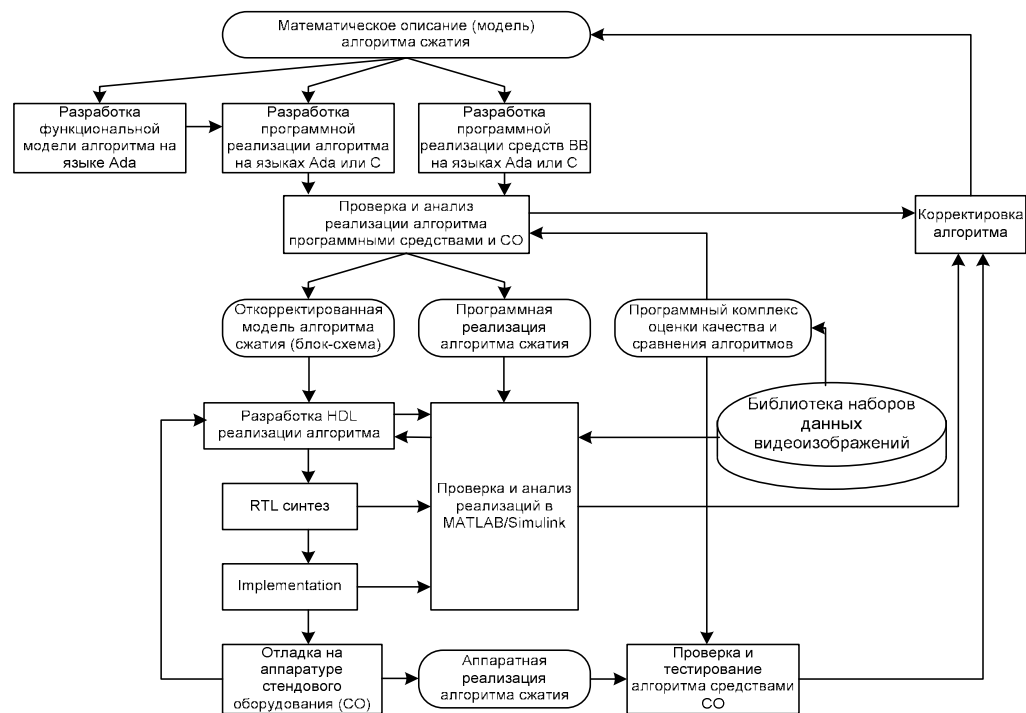 Математическое описание (модель)
алгоритма сжатия
Разработка
функциональной
модели алгоритма на
языке Ada
Разработка
программной
реализации алгоритма
на языках Ada или C
Разработка
программной
реализации средств ВВ
на языках Ada или C
Проверка и анализ
реализации алгоритма
программными средствами и СО
Корректировка
алгоритма
Откорректированная
модель алгоритма
сжатия (блок-схема)
Программная
реализация
алгоритма сжатия
Программный комплекс
оценки качества и
сравнения алгоритмов
Библиотека наборов
данных
видеоизображений
Разработка HDL
реализации алгоритма
Проверка и анализ
реализаций в
MATLAB/Simulink
RTL синтез
Implementation
Отладка на
аппаратуре
стендового
оборудования (СО)
Аппаратная
реализация
алгоритма сжатия
Проверка и
тестирование
алгоритма средствами
СО